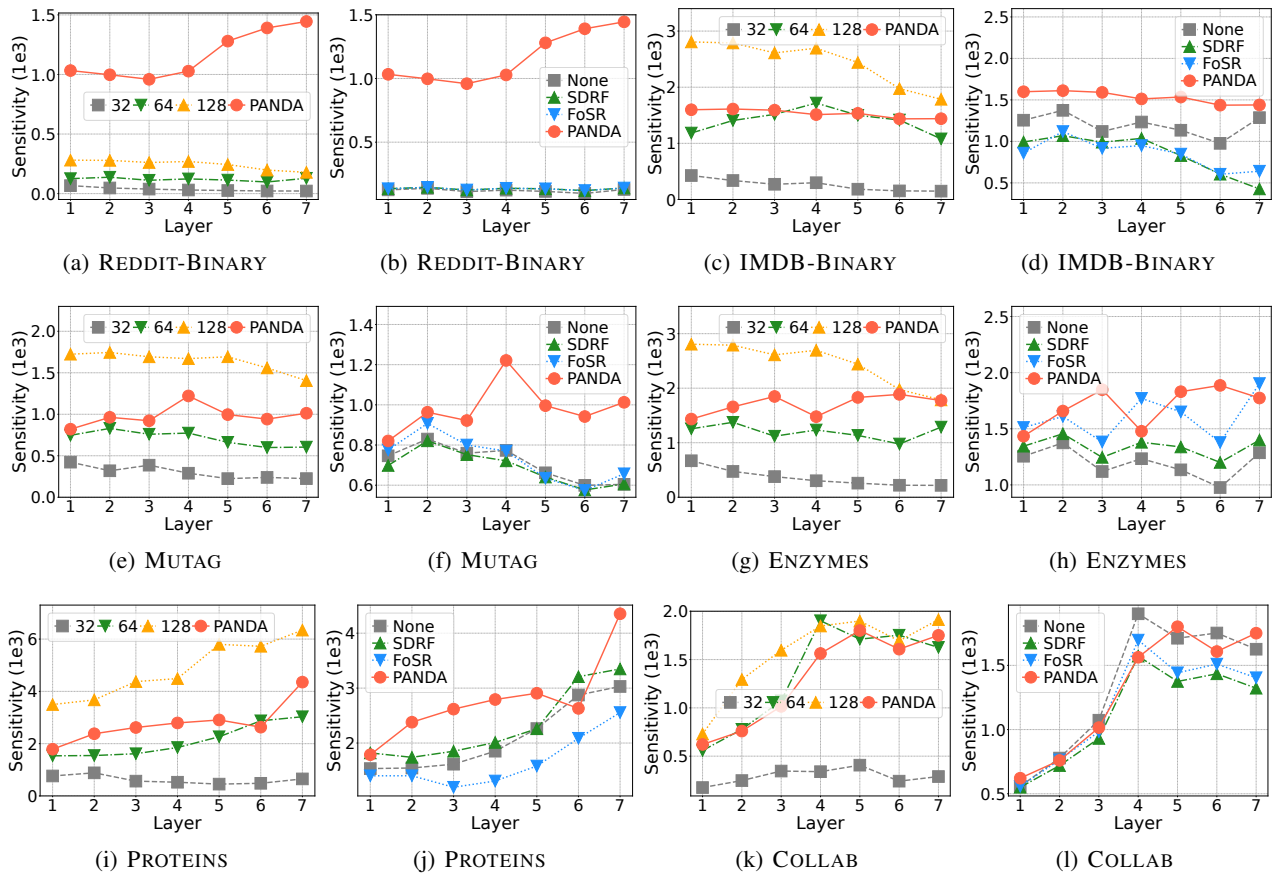 Sensitivity (1e3)
1.5
1.0
0.5
0.0
32 64 128 PANDA
1 2 3 4 5 6 7
Layer
(a) REDDIT-BINARY
Sensitivity (1e3)
1.5
1.0
0.5
None
SDRF
FoSR
PANDA
1 2 3 4 5 6 7
Layer
(b) REDDIT-BINARY
Sensitivity (1e3)
3
2
1
0
32 64 128 PANDA
1 2 3 4 5 6 7
Layer
(c) IMDB-BINARY
Sensitivity (1e3)
2.5
2.0
1.5
1.0
0.5
None
SDRF
FoSR
PANDA
1 2 3 4 5 6 7
Layer
(d) IMDB-BINARY
Sensitivity (1e3)
2.0
1.5
1.0
0.5
0.0
32 64 128 PANDA
1 2 3 4 5 6 7
Layer
(e) MUTAG
Sensitivity (1e3)
1.4
1.2
1.0
0.8
0.6
None
SDRF
FoSR
PANDA
1 2 3 4 5 6 7
Layer
(f) MUTAG
Sensitivity (1e3)
3
2
1
0
32 64 128 PANDA
1 2 3 4 5 6 7
Layer
(g) ENZYMES
Sensitivity (1e3)
2.5
2.0
1.5
1.0
None
SDRF
FoSR
PANDA
1 2 3 4 5 6 7
Layer
(h) ENZYMES
Sensitivity (1e3)
6
4
2
0
32 64 128 PANDA
1 2 3 4 5 6 7
Layer
(i) PROTEINS
Sensitivity (1e3)
4
3
2
None
SDRF
FoSR
PANDA
1 2 3 4 5 6 7
Layer
(j) PROTEINS
Sensitivity (1e3)
2.0
1.5
1.0
0.5
32 64 128 PANDA
1 2 3 4 5 6 7
Layer
(k) COLLAB
Sensitivity (1e3)
1.5
1.0
0.5
None
SDRF
FoSR
PANDA
1 2 3 4 5 6 7
Layer
(l) COLLAB